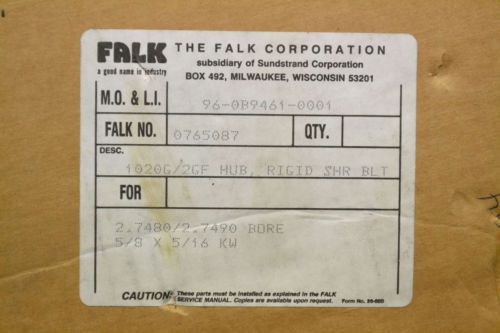 FALK
a good name in industry
THE FALK CORPORATION
subsidiary of Sundstrand Corporation
BOX 492, MILWAUKEE, WISCONSIN 53201
M.O. & L.I.
96-0B9461-0001
FALK NO.
0765087
QTY.
DESC.
1020G/2GF HUB, RIGID SHR BLT
FOR
2.7480/2.7490 BORE
5/8 X 5/16 KW
CAUTION: These parts must be installed as explained in the FALK
SERVICE MANUAL. Copies are available upon request.
Form No.